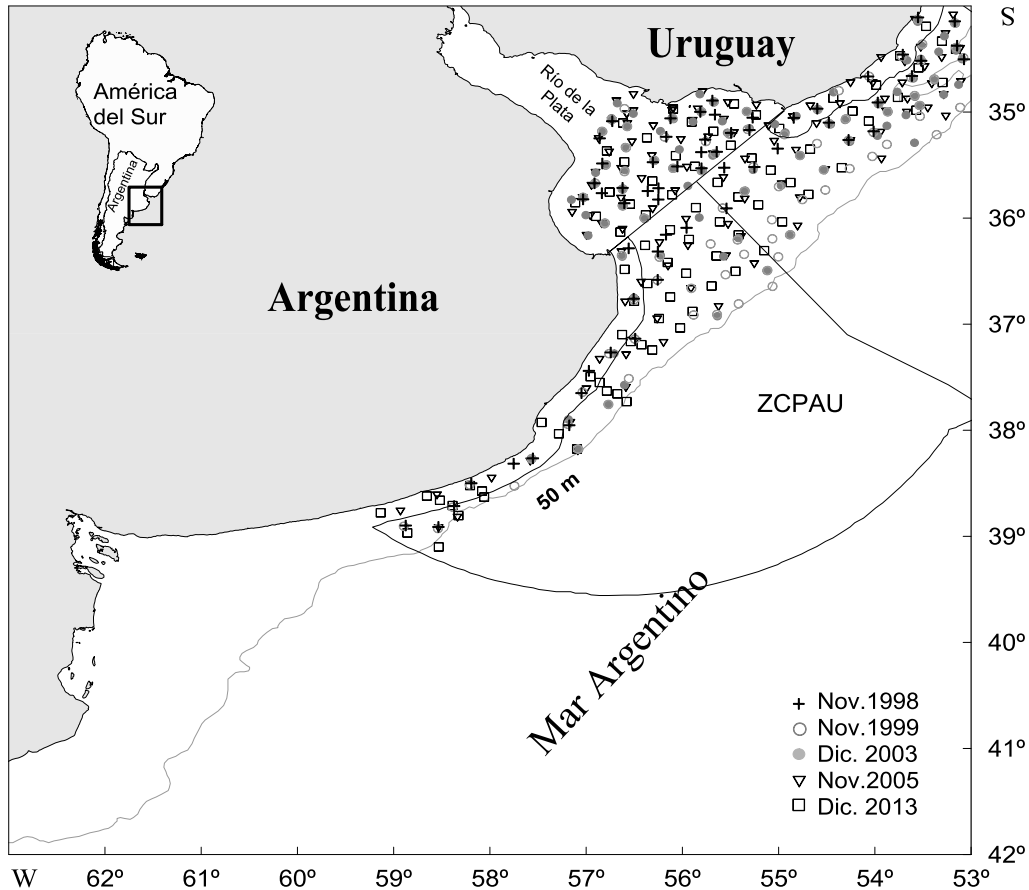 S
Uruguay
América
del Sur
Argentina
Río de la
Plata
35º
36º
37º
38º
39º
40º
41º
42º
Argentina
ZCPAU
50 m
Mar Argentino
Nov.1998
Nov.1999
Dic. 2003
Nov.2005
Dic. 2013
W
62º
61º
60º
59º
58º
57º
56º
55º
54º
53º